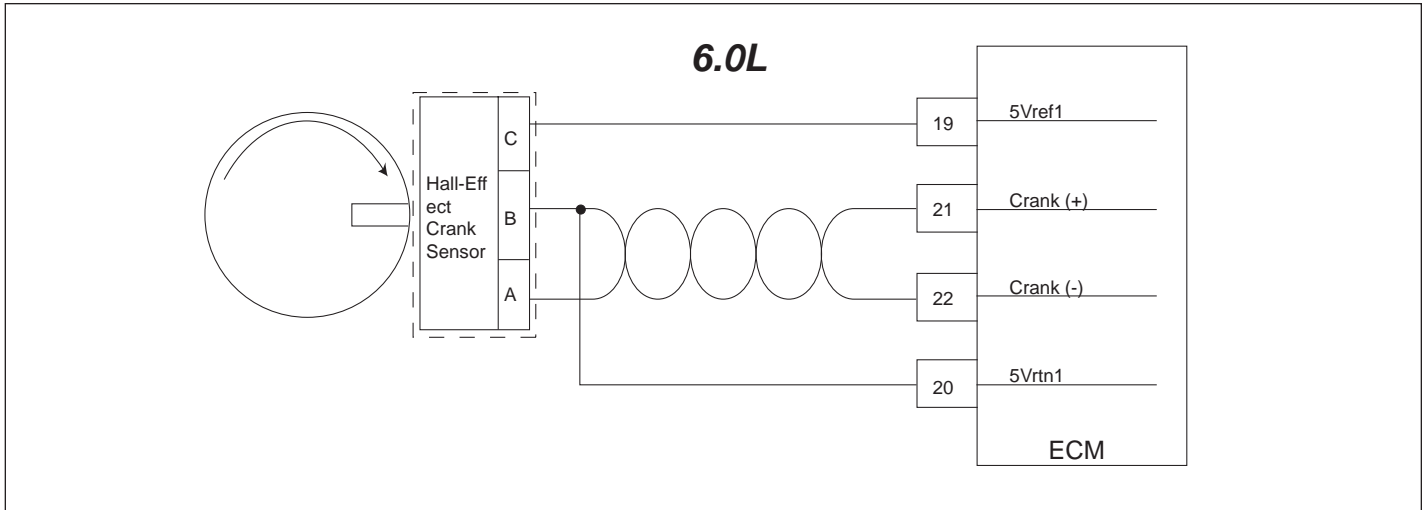 6.0L
Hall-Eff
ect
Crank
Sensor
C
B
A
19
5Vref1
21
Crank (+)
22
Crank (-)
20
5Vrtn1
ECM